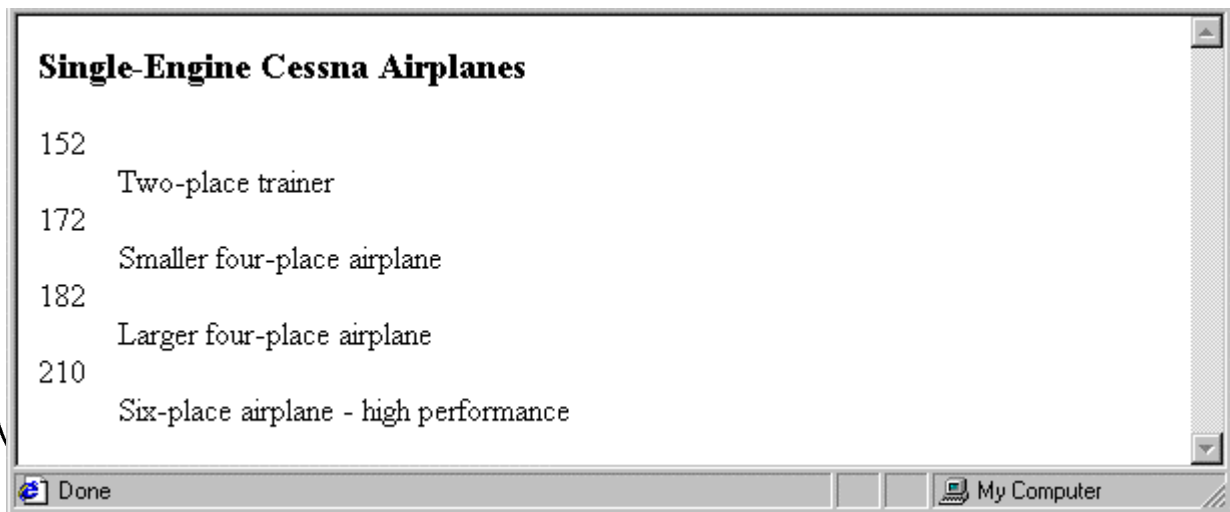 Single-Engine Cessna Airplanes
152
Two-place trainer
172
Smaller four-place airplane
182
Larger four-place airplane
210
Six-place airplane - high performance
Done
My Computer